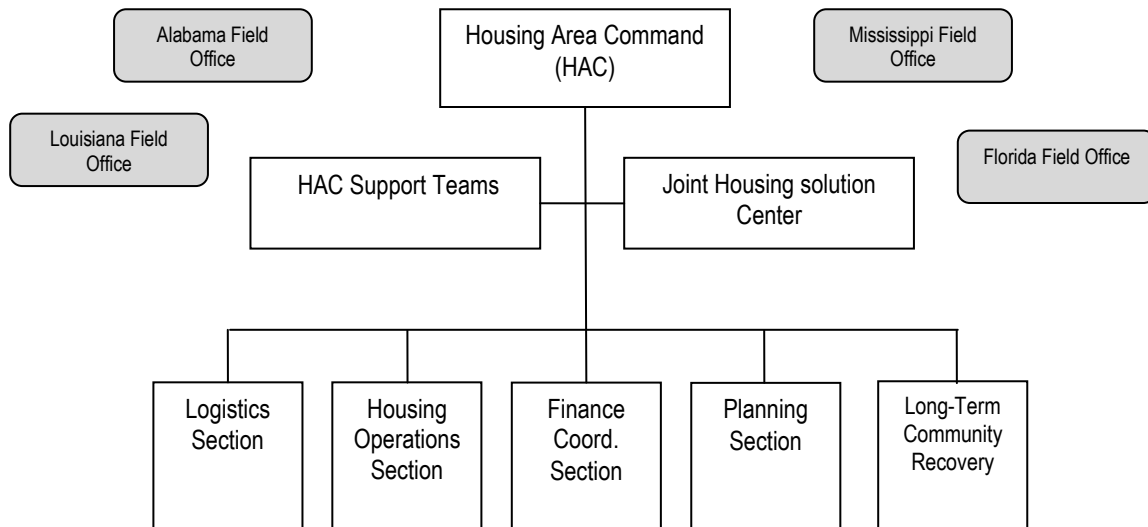 Alabama Field
Office
Housing Area Command
(HAC)
Mississippi Field
Office
Louisiana Field
Office
Florida Field Office
HAC Support Teams
Joint Housing solution
Center
Logistics
Section
Housing
Operations
Section
Finance
Coord.
Section
Planning
Section
Long-Term
Community
Recovery